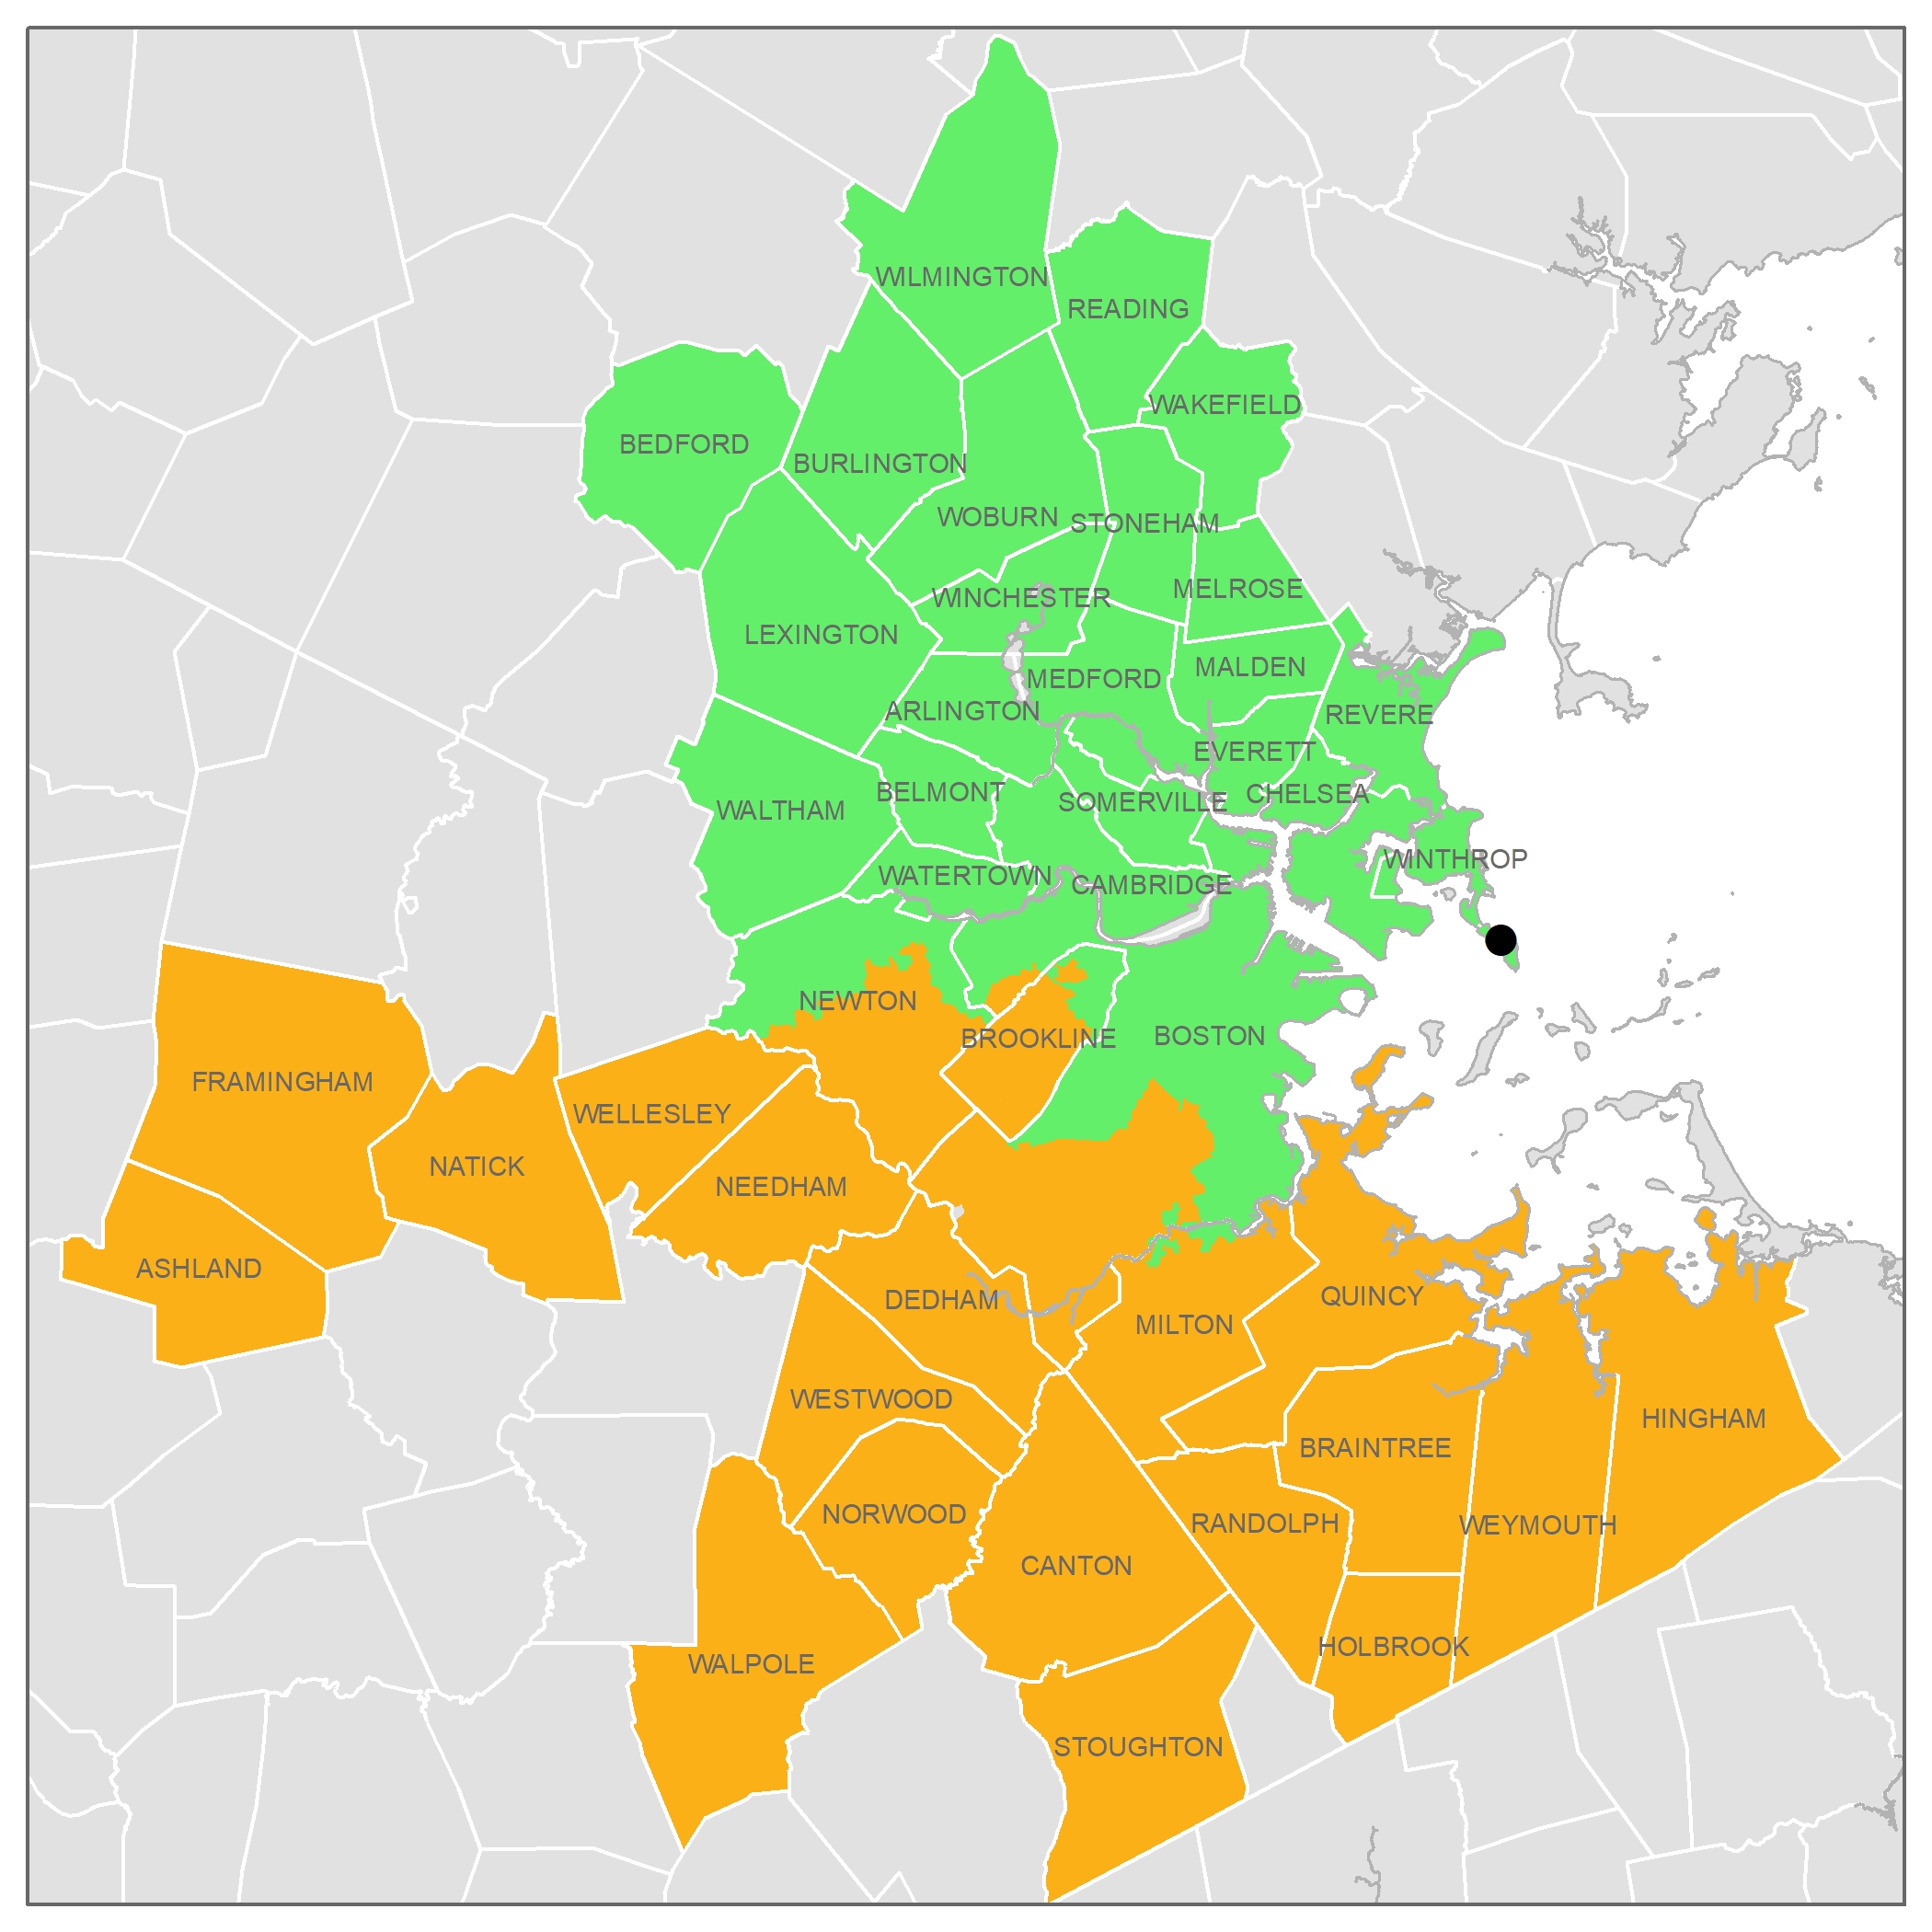 WILMINGTON
READING
WAKEFIELD
BEDFORD
BURLINGTON
WOBURN
STONEHAM
MELROSE
WINCHESTER
LEXINGTON
MALDEN
MEDFORD
ARLINGTON
REVERE
EVERETT
BELMONT
CHELSEA
SOMERVILLE
WALTHAM
WINTHROP
WATERTOWN
CAMBRIDGE
NEWTON
BOSTON
BROOKLINE
FRAMINGHAM
WELLESLEY
NATICK
NEEDHAM
ASHLAND
QUINCY
DEDHAM
MILTON
WESTWOOD
HINGHAM
BRAINTREE
NORWOOD
RANDOLPH
WEYMOUTH
CANTON
HOLBROOK
WALPOLE
STOUGHTON